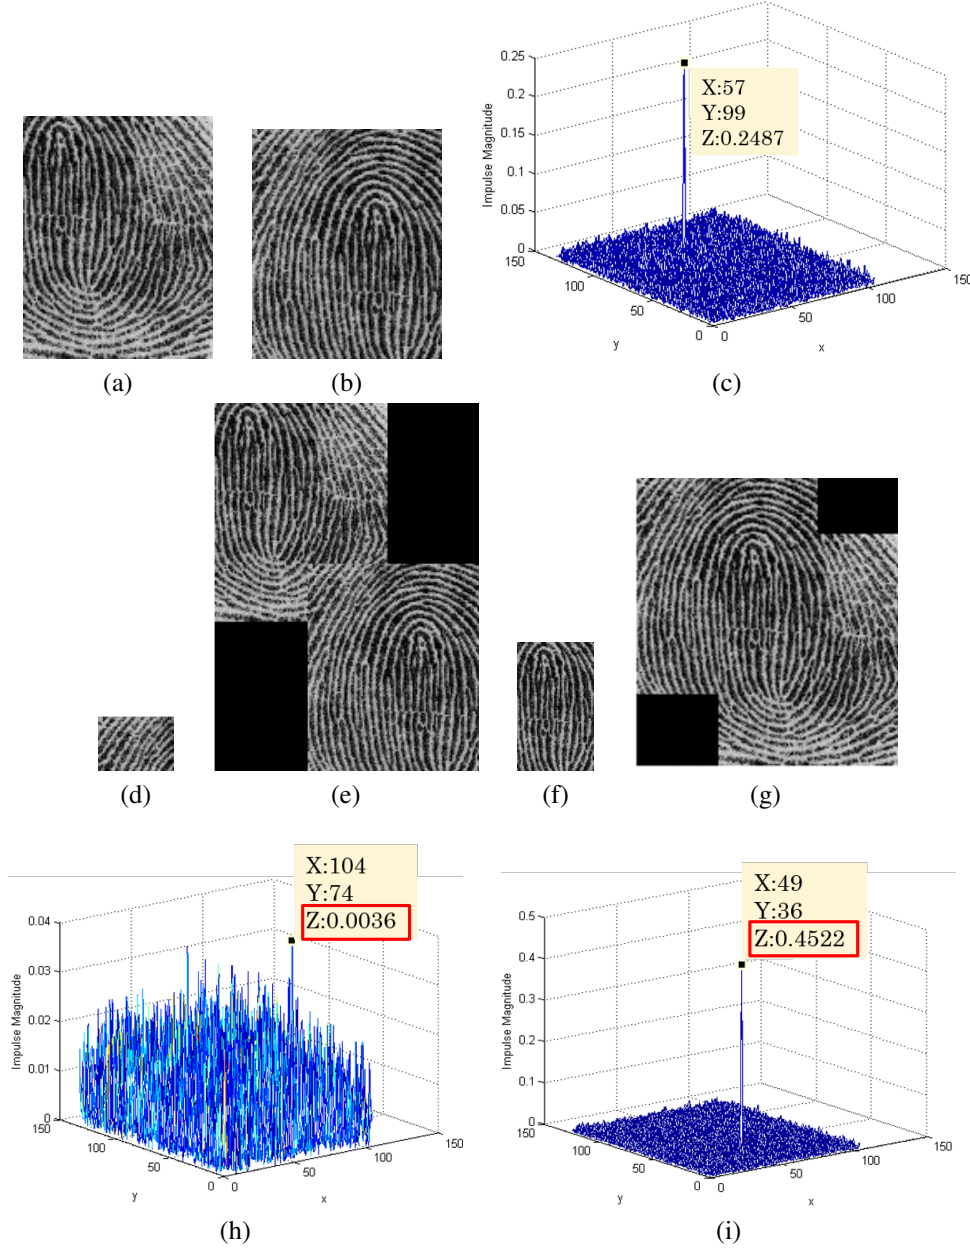 0.25
0.2
0.15
0.1
0.05
0
150
100
50
0
0
50
100
150
Impulse Magnitude
y
x
X:57
Y:99
Z:0.2487
(a)
(b)
(c)
(d)
(e)
(f)
(g)
X:104
Y:74
Z:0.0036
0.04
0.03
0.02
0.01
0
150
100
50
0
0
50
100
150
Impulse Magnitude
y
x
X:49
Y:36
Z:0.4522
0.5
0.4
0.3
0.2
0.1
0
150
100
50
0
0
50
100
150
Impulse Magnitude
y
x
(h)
(i)